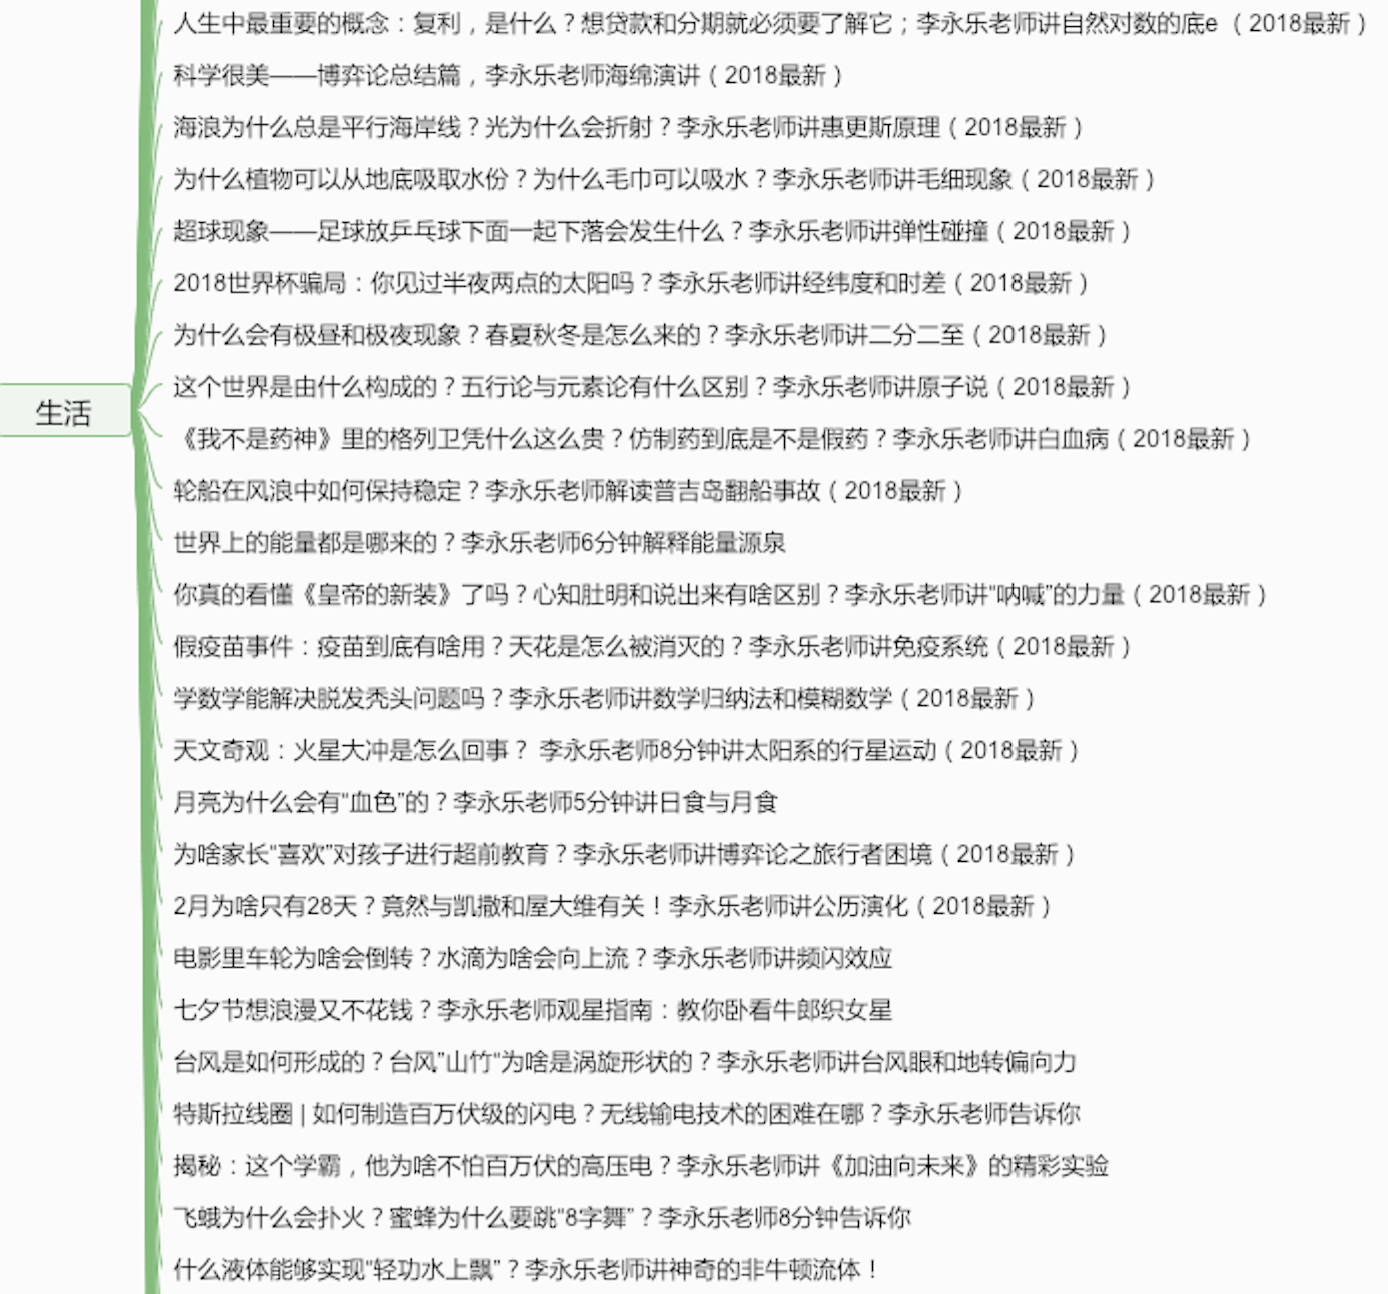 人生中最重要的概念：复利，是什么？想贷款和分期就必须要了解它；李永乐老师讲自然对数的底e （2018最新）
科学很美——博弈论总结篇，李永乐老师海绵演讲（2018最新）
海浪为什么总是平行海岸线？光为什么会折射？李永乐老师讲惠更斯原理（2018最新）
为什么植物可以从地底吸取水份？为什么毛巾可以吸水？李永乐老师讲毛细现象（2018最新）
超球现象——足球放乒乓球下面一起下落会发生什么？李永乐老师讲弹性碰撞（2018最新）
2018世界杯骗局：你见过半夜两点的太阳吗？李永乐老师讲经纬度和时差（2018最新）
为什么会有极昼和极夜现象？春夏秋冬是怎么来的？李永乐老师讲二分二至（2018最新）
这个世界是由什么构成的？五行论与元素论有什么区别？李永乐老师讲原子说（2018最新）
生活
《我不是药神》里的格列卫凭什么这么贵？仿制药到底是不是假药？李永乐老师讲白血病（2018最新）
轮船在风浪中如何保持稳定？李永乐老师解读普吉岛翻船事故（2018最新）
世界上的能量都是哪来的？李永乐老师6分钟解释能量源泉
你真的看懂《皇帝的新装》了吗？心知肚明和说出来有啥区别？李永乐老师讲“呐喊”的力量（2018最新）
假疫苗事件：疫苗到底有啥用？天花是怎么被消灭的？李永乐老师讲免疫系统（2018最新）
学数学能解决脱发秃头问题吗？李永乐老师讲数学归纳法和模糊数学（2018最新）
天文奇观：火星大冲是怎么回事？ 李永乐老师8分钟讲太阳系的行星运动（2018最新）
月亮为什么会有“血色”的？李永乐老师5分钟讲日食与月食
为啥家长“喜欢”对孩子进行超前教育？李永乐老师讲博弈论之旅行者困境（2018最新）
2月为啥只有28天？竟然与凯撒和屋大维有关！李永乐老师讲公历演化（2018最新）
电影里车轮为啥会倒转？水滴为啥会向上流？李永乐老师讲频闪效应
七夕节想浪漫又不花钱？李永乐老师观星指南：教你卧看牛郎织女星
台风是如何形成的？台风”山竹“为啥是涡旋形状的？李永乐老师讲台风眼和地转偏向力
特斯拉线圈 | 如何制造百万伏级的闪电？无线输电技术的困难在哪？李永乐老师告诉你
揭秘：这个学霸，他为啥不怕百万伏的高压电？李永乐老师讲《加油向未来》的精彩实验
飞蛾为什么会扑火？蜜蜂为什么要跳“8字舞”？李永乐老师8分钟告诉你
什么液体能够实现“轻功水上飘”？李永乐老师讲神奇的非牛顿流体！